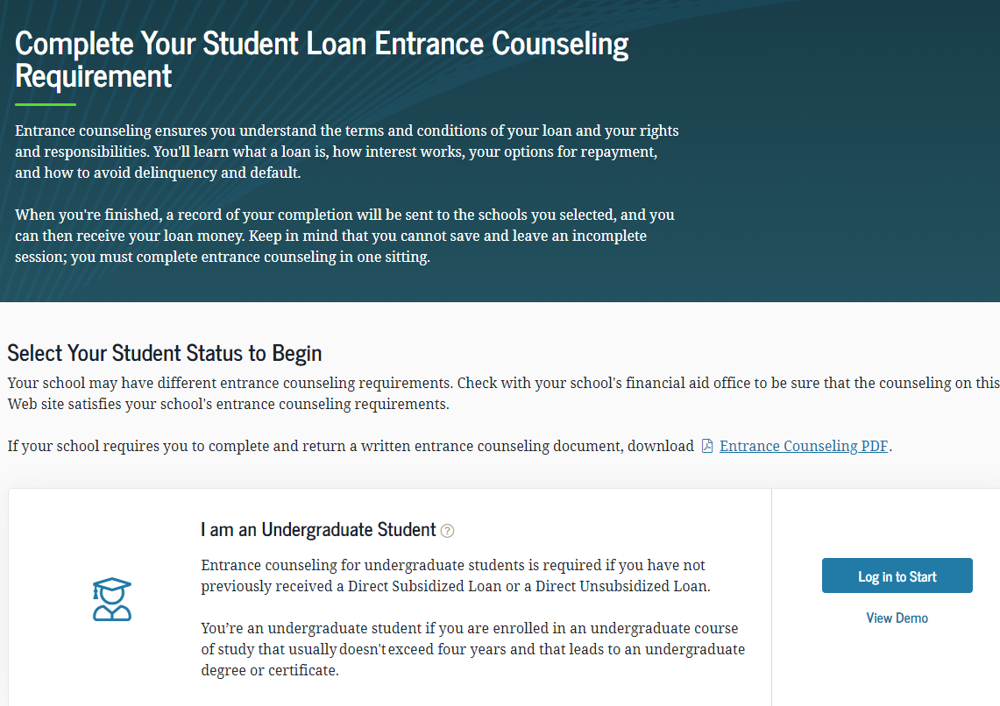 Complete Your Student Loan Entrance Counseling
Requirement
Entrance counseling ensures you understand the terms and conditions of your loan and your rights
and responsibilities. You'll learn what a loan is, how interest works, your options for repayment,
and how to avoid delinquency and default.
When you're finished, a record of your completion will be sent to the schools you selected, and you
can then receive your loan money. Keep in mind that you cannot save and leave an incomplete
session; you must complete entrance counseling in one sitting.
Select Your Student Status to Begin
Your school may have different entrance counseling requirements. Check with your school's financial aid office to be sure that the counseling on this
Web site satisfies your school's entrance counseling requirements.
If your school requires you to complete and return a written entrance counseling document, download Entrance Counseling PDF.
I am an Undergraduate Student ?
Entrance counseling for undergraduate students is required if you have not
previously received a Direct Subsidized Loan or a Direct Unsubsidized Loan.
You’re an undergraduate student if you are enrolled in an undergraduate course
of study that usually doesn't exceed four years and that leads to an undergraduate
degree or certificate.
Log in to Start
View Demo